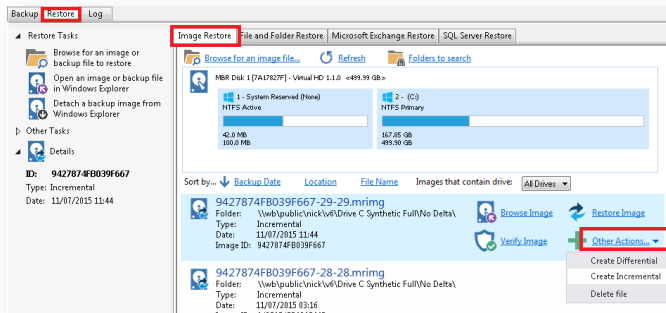 Backup Restore Log
Restore Tasks
Browse for an image or
backup file to restore
Open an image or backup file
in Windows Explorer
Detach a backup image from
Windows Explorer
Other Tasks
Details
ID: 9427874FB039F667
Type: Incremental
Date: 11/07/2015 11:44
Image Restore File and Folder Restore Microsoft Exchange Restore SQL Server Restore
Browse for an image file... Refresh Folders to search
MBR Disk 1 [7A17827F] - Virtual HD 1.1.0 <499.99 GB>
1 - System Reserved (None)
NTFS Active
42.0 MB
100.0 MB
2 - (C:)
NTFS Primary
167.85 GB
499.90 GB
Sort by... Backup Date Location File Name Images that contain drive: All Drives
9427874FB039F667-29-29.mrimg
Folder: \\wb\public\nick\v6\Drive C Synthetic Full\No Delta\
Type: Incremental
Date: 11/07/2015 11:44
Image ID: 9427874FB039F667
Browse Image Restore Image
Verify Image Other Actions...
Create Differential
Create Incremental
Delete file
9427874FB039F667-28-28.mrimg
Folder: \\wb\public\nick\v6\Drive C Synthetic Full\No Delta\
Type: Incremental
Date: 11/07/2015 03:16